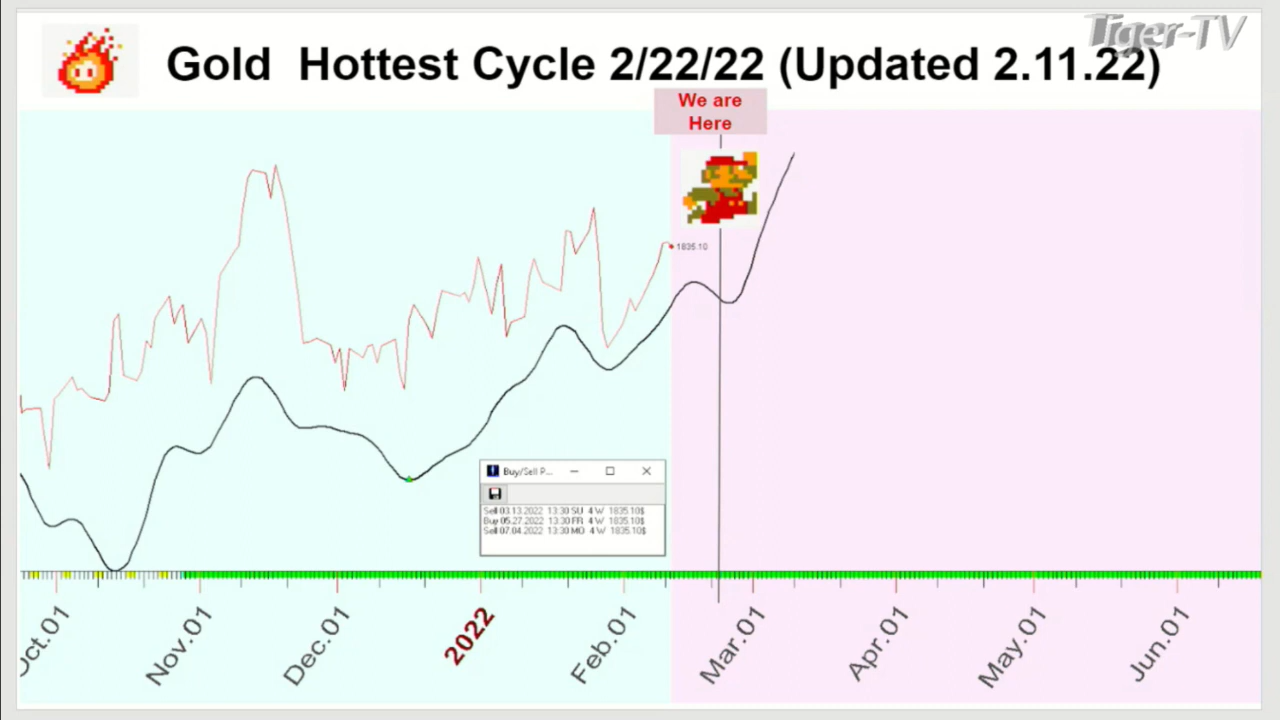 Tiger-TV
Gold Hottest Cycle 2/22/22 (Updated 2.11.22)
We are
Here
1835.10
Buy/Sell P...
Sell 03.13.2022 13:30 SU 4 W 1835.10$
Buy 05.27.2022 13:30 FR 4 W 1835.10$
Sell 07.04.2022 13:30 MO 4 W 1835.10$
Oct.01
Nov.01
Dec.01
2022
Feb.01
Mar.01
Apr.01
May.01
Jun.01